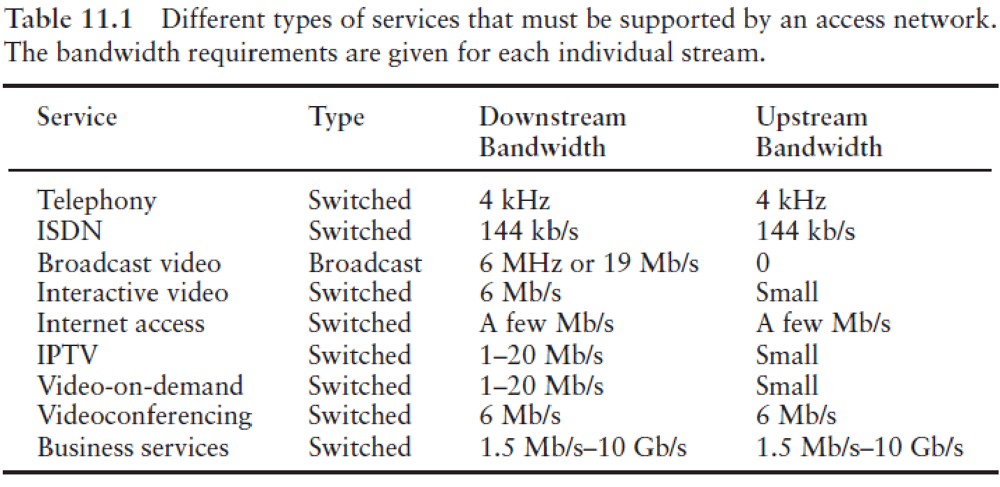 Table 11.1 Different types of services that must be supported by an access network.
The bandwidth requirements are given for each individual stream.
Service Type Downstream Bandwidth Upstream Bandwidth
Telephony Switched 4 kHz 4 kHz
ISDN Switched 144 kb/s 144 kb/s
Broadcast video Broadcast 6 MHz or 19 Mb/s 0
Interactive video Switched 6 Mb/s Small
Internet access Switched A few Mb/s A few Mb/s
IPTV Switched 1–20 Mb/s Small
Video-on-demand Switched 1–20 Mb/s Small
Videoconferencing Switched 6 Mb/s 6 Mb/s
Business services Switched 1.5 Mb/s–10 Gb/s 1.5 Mb/s–10 Gb/s